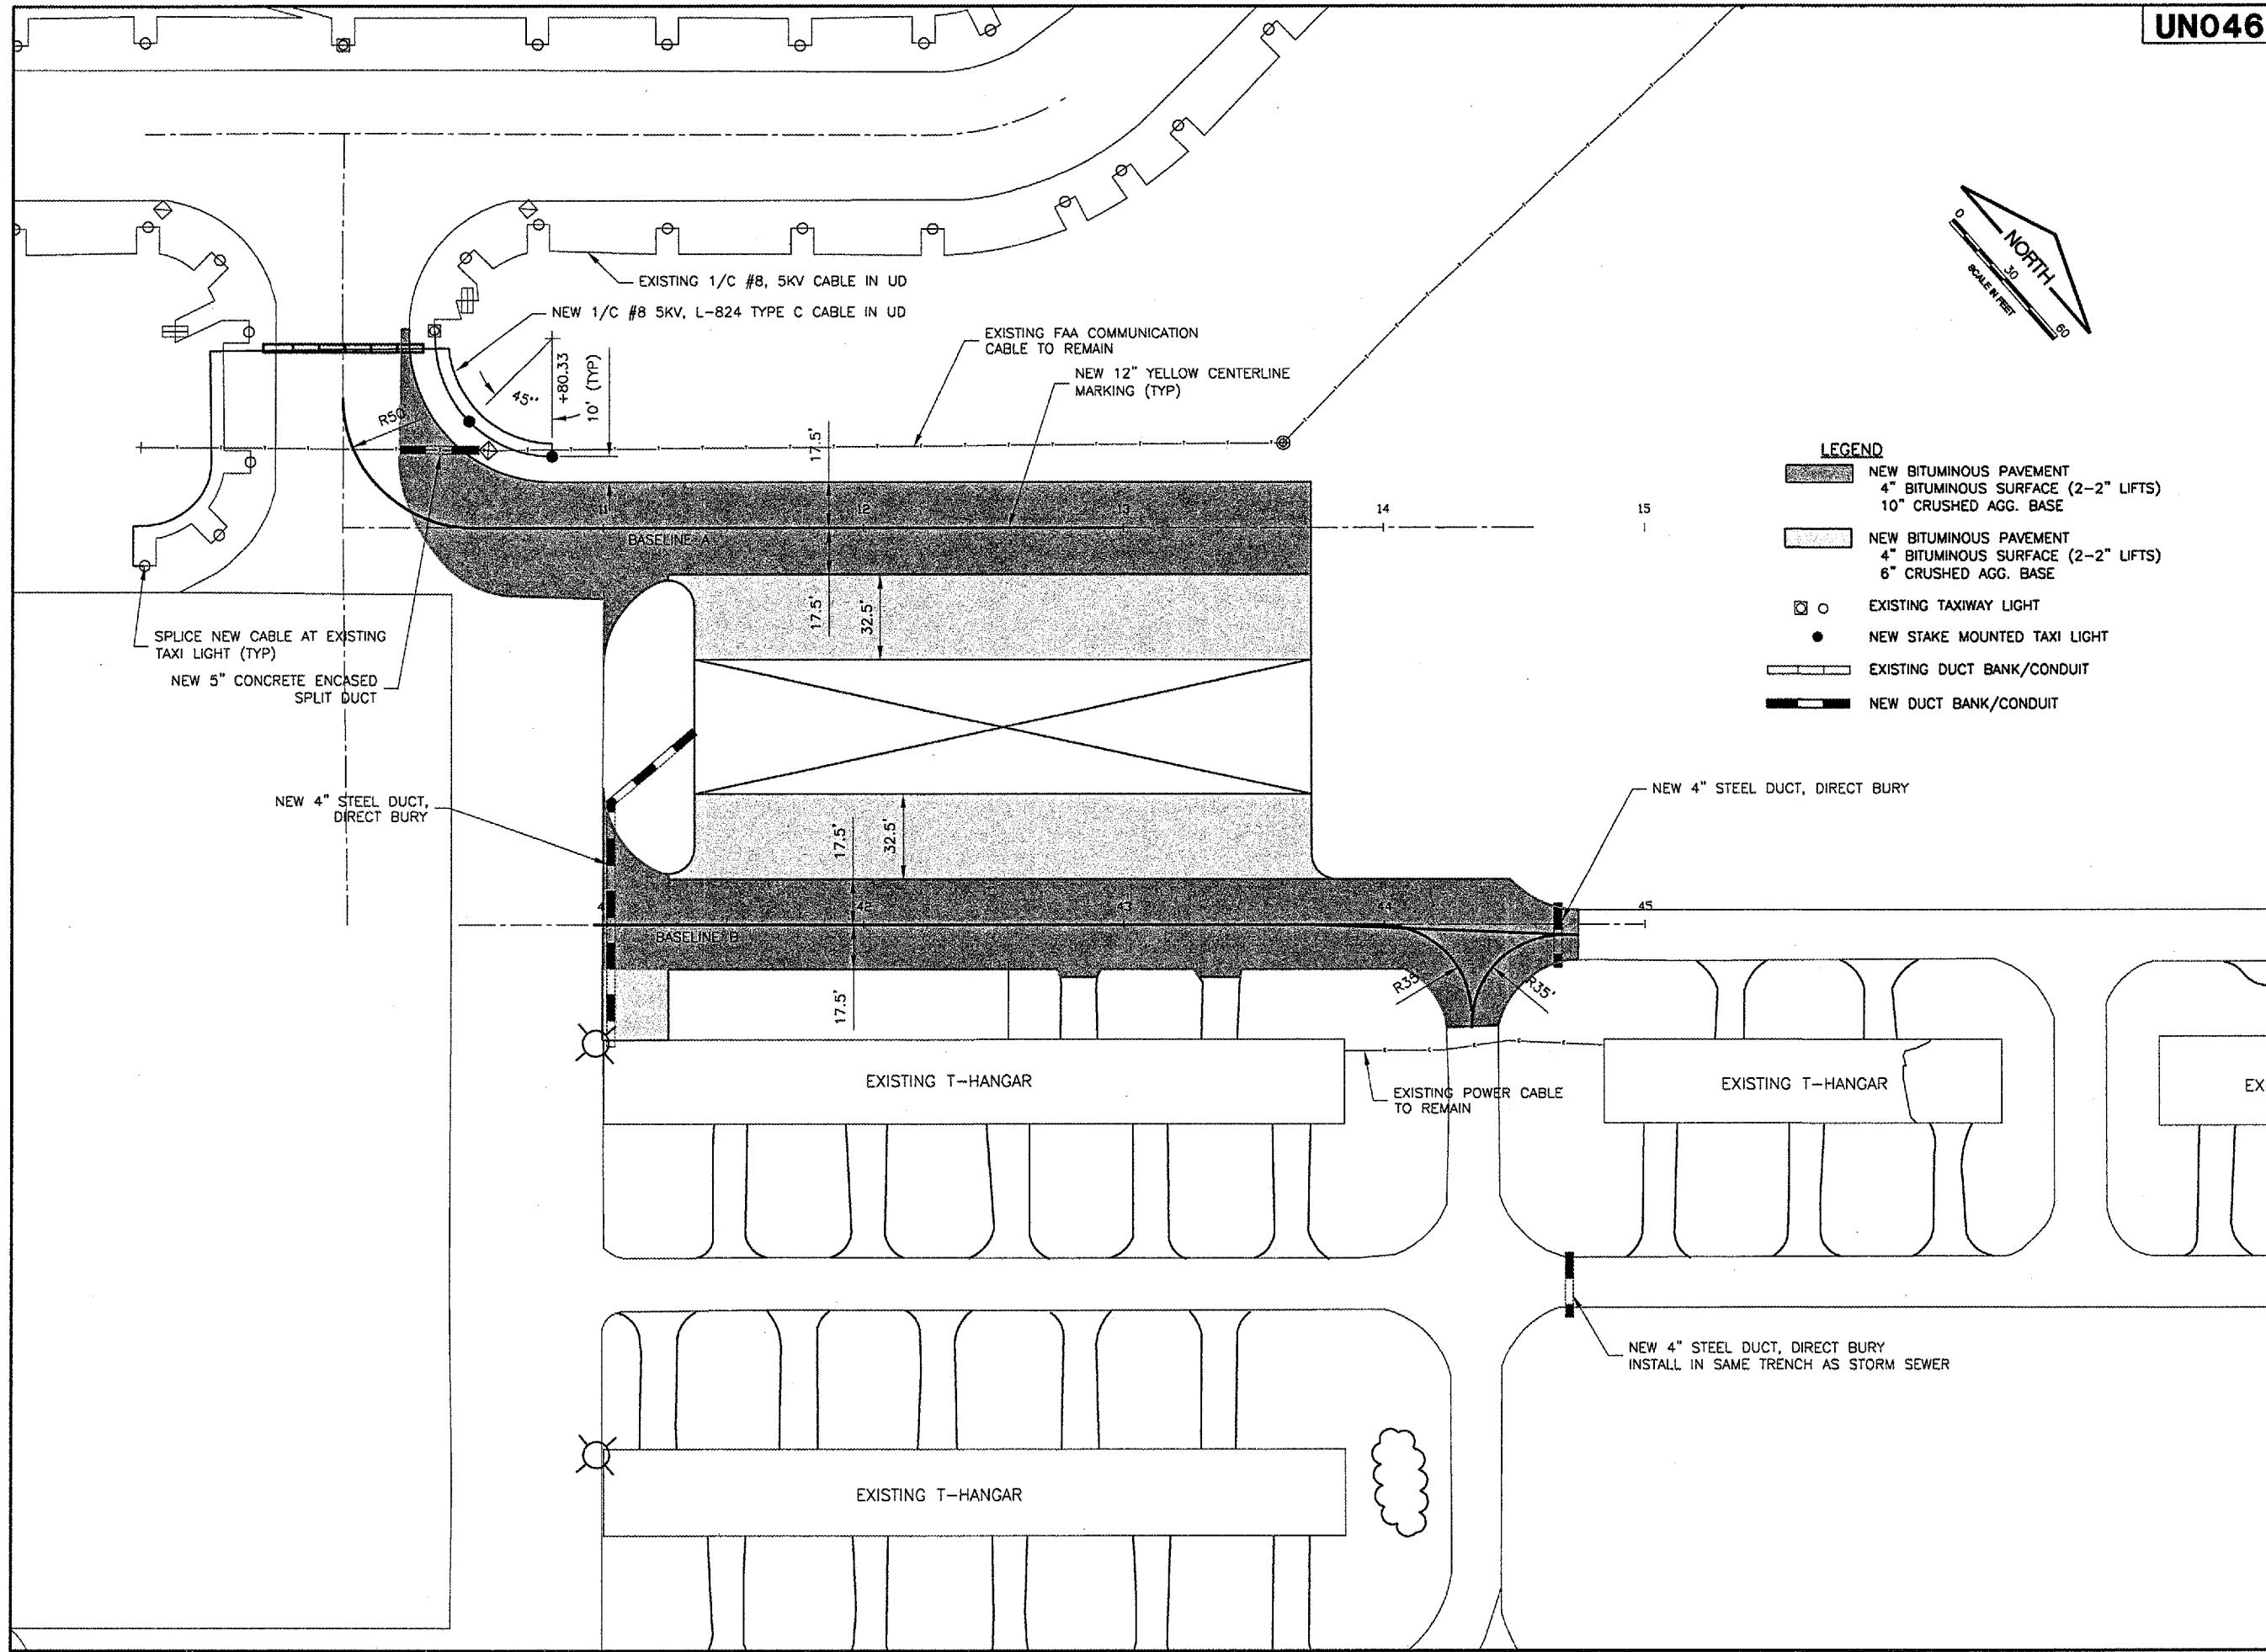 UN046
EXISTING 1/C #8, 5KV CABLE IN UD
NEW 1/C #8 5KV, L-824 TYPE C CABLE IN UD
EXISTING FAA COMMUNICATION
CABLE TO REMAIN
NEW 12" YELLOW CENTERLINE
MARKING (TYP)
NORTH
0
30
60
SCALE IN FEET
+80.33
10' (TYP)
45°
R50'
17.5'
11
12
13
14
15
BASELINE A
17.5'
32.5'
LEGEND
NEW BITUMINOUS PAVEMENT
4" BITUMINOUS SURFACE (2-2" LIFTS)
10" CRUSHED AGG. BASE
NEW BITUMINOUS PAVEMENT
4" BITUMINOUS SURFACE (2-2" LIFTS)
6" CRUSHED AGG. BASE
EXISTING TAXIWAY LIGHT
NEW STAKE MOUNTED TAXI LIGHT
EXISTING DUCT BANK/CONDUIT
NEW DUCT BANK/CONDUIT
SPLICE NEW CABLE AT EXISTING
TAXI LIGHT (TYP)
NEW 5" CONCRETE ENCASED
SPLIT DUCT
NEW 4" STEEL DUCT,
DIRECT BURY
NEW 4" STEEL DUCT, DIRECT BURY
17.5'
32.5'
42
43
44
45
BASELINE B
17.5'
R35'
R35'
EXISTING T-HANGAR
EXISTING POWER CABLE
TO REMAIN
EXISTING T-HANGAR
EX
NEW 4" STEEL DUCT, DIRECT BURY
INSTALL IN SAME TRENCH AS STORM SEWER
EXISTING T-HANGAR